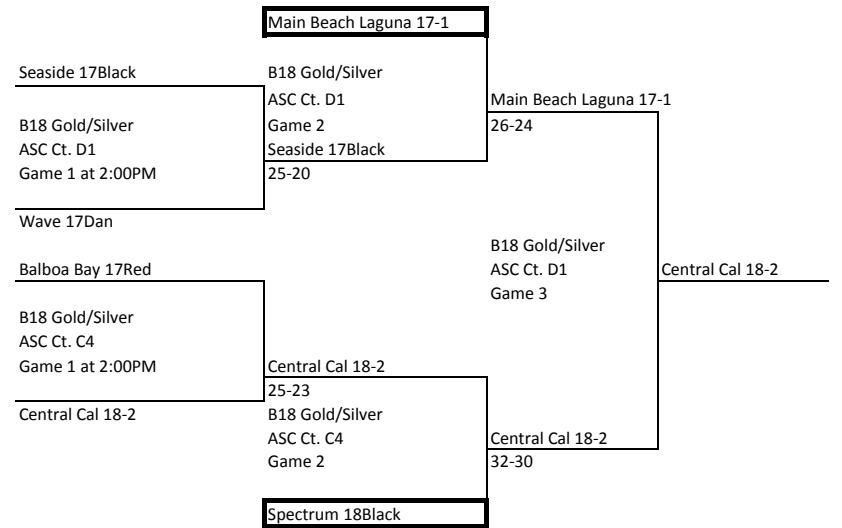 Main Beach Laguna 17-1
Seaside 17Black
B18 Gold/Silver
ASC Ct. D1
Main Beach Laguna 17-1
B18 Gold/Silver
Game 2
26-24
ASC Ct. D1
Seaside 17Black
Game 1 at 2:00PM
25-20
Wave 17Dan
B18 Gold/Silver
Balboa Bay 17Red
ASC Ct. D1
Central Cal 18-2
Game 3
B18 Gold/Silver
ASC Ct. C4
Game 1 at 2:00PM
Central Cal 18-2
25-23
Central Cal 18-2
B18 Gold/Silver
ASC Ct. C4
Central Cal 18-2
Game 2
32-30
Spectrum 18Black